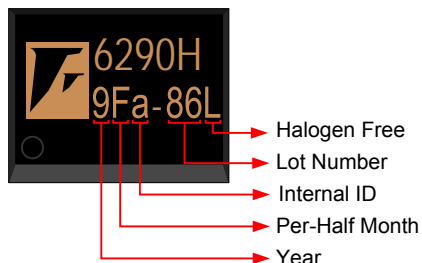 6290H
9Fa-86L
Halogen Free
Lot Number
Internal ID
Per-Half Month
Year